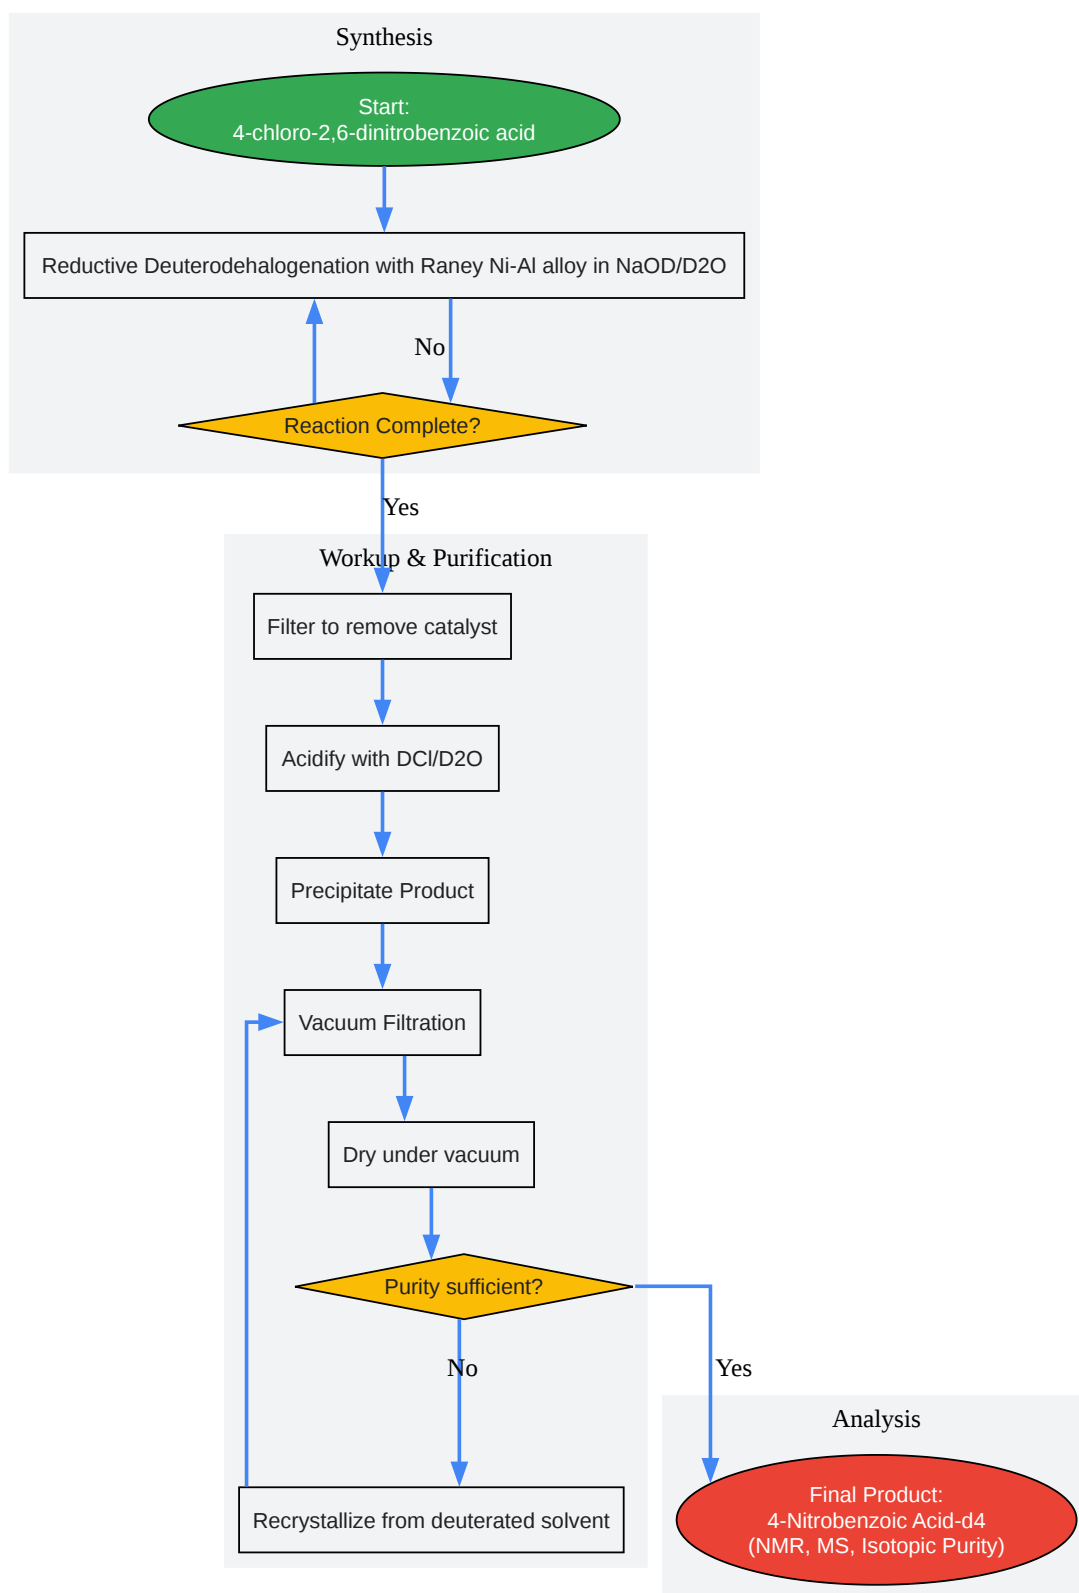 Synthesis
Start:
4-chloro-2,6-dinitrobenzoic acid
Reductive Deuterodehalogenation with Raney Ni-Al alloy in NaOD/D2O
No
Reaction Complete?
Yes
Workup & Purification
Filter to remove catalyst
Acidify with DCl/D2O
Precipitate Product
Vacuum Filtration
Dry under vacuum
Purity sufficient?
No
Yes
Recrystallize from deuterated solvent
Analysis
Final Product:
4-Nitrobenzoic Acid-d4
(NMR, MS, Isotopic Purity)